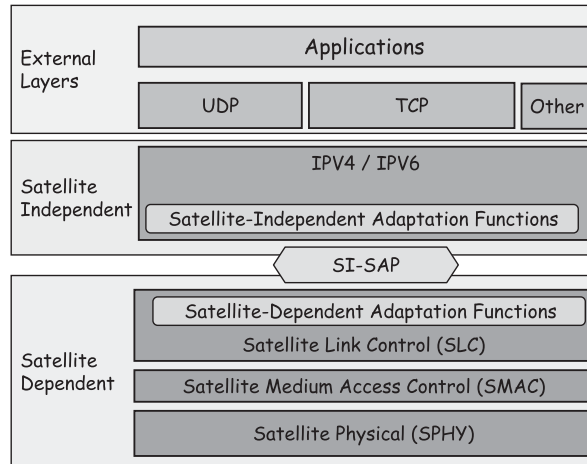 External
Layers
Applications
UDP
TCP
Other
Satellite
Independent
IPV4 / IPV6
Satellite-Independent Adaptation Functions
SI-SAP
Satellite
Dependent
Satellite-Dependent Adaptation Functions
Satellite Link Control (SLC)
Satellite Medium Access Control (SMAC)
Satellite Physical (SPHY)